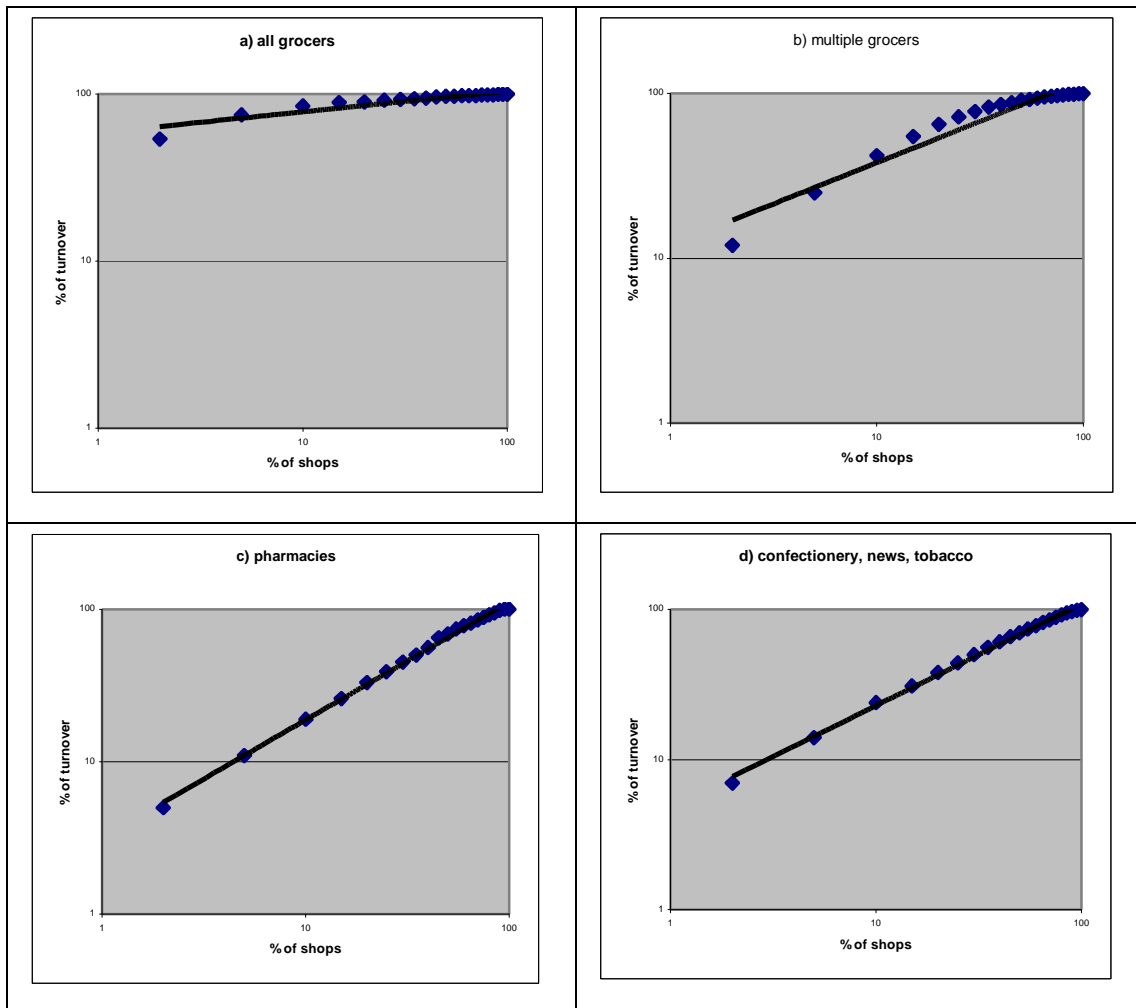 a) all grocers
100
10
1
1 10 100
% of turnover
% of shops
b) multiple grocers
100
10
1
1 10 100
% of turnover
% of shops
c) pharmacies
100
10
1
1 10 100
% of turnover
% of shops
d) confectionery, news, tobacco
100
10
1
1 10 100
% of turnover
% of shops